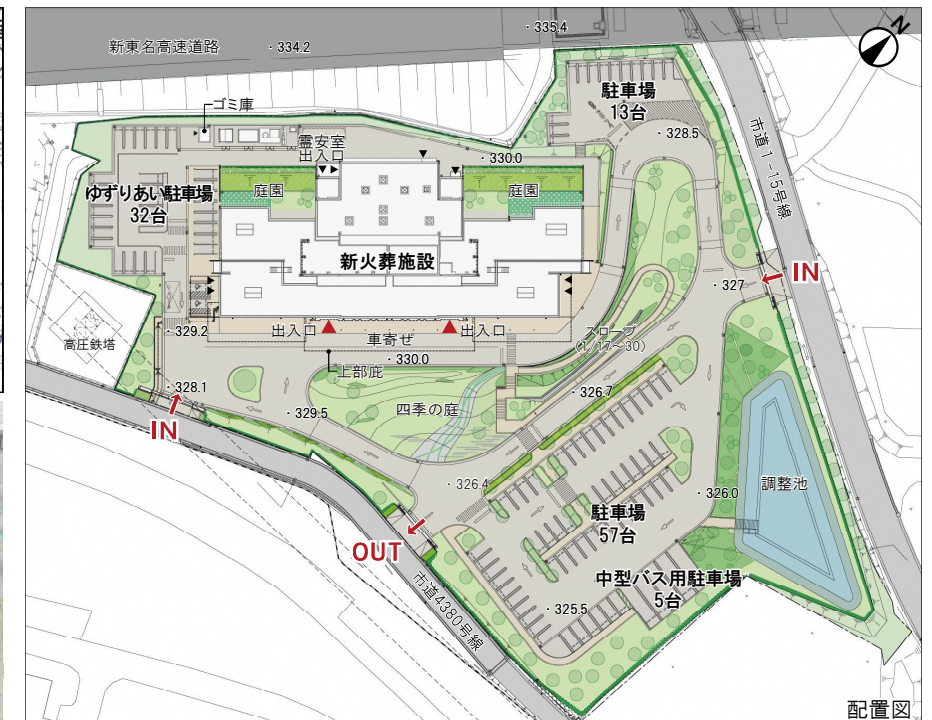 新東名高速道路
・334.2
・335.4
N
駐車場
13台
・328.5
市道1-15号線
ゴミ庫
霊安室
出入口
・330.0
ゆずりあい駐車場
32台
庭園
庭園
新火葬施設
IN
・327
・329.2
出入口
車寄せ
出入口
スロープ
(1/17~30)
高圧鉄塔
・330.0
上部庇
・328.1
IN
・329.5
四季の庭
・326.7
・326.4
・326.0
調整池
駐車場
57台
OUT
中型バス用駐車場
5台
・325.5
市道4380号線
配置図